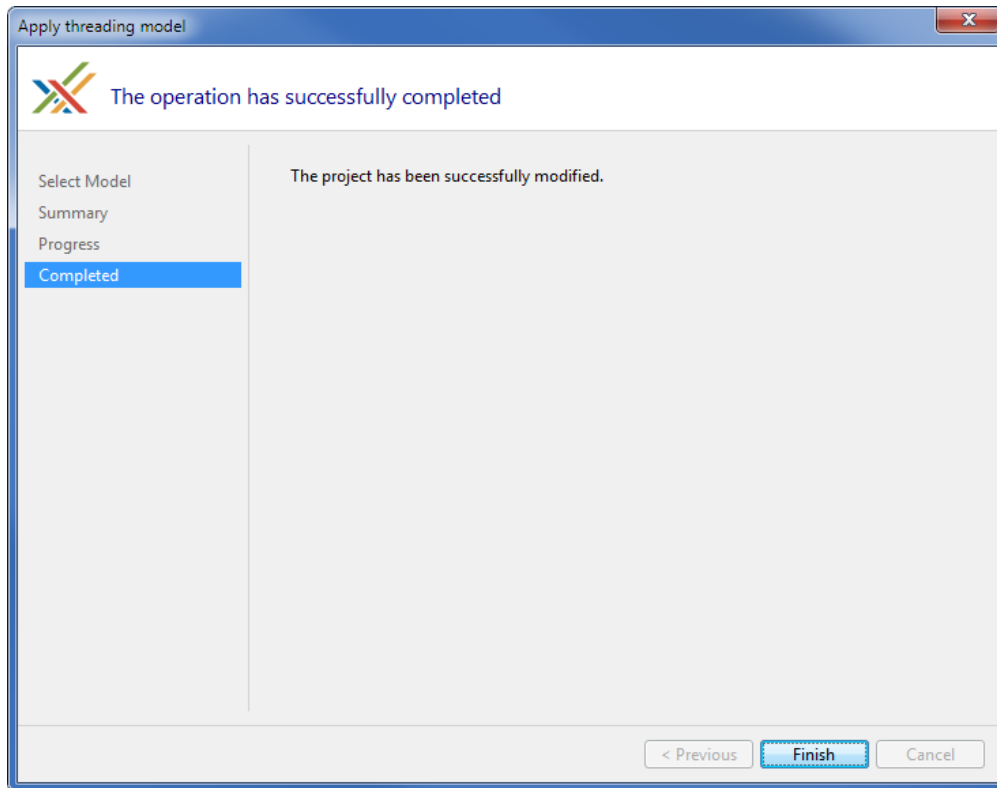 Apply threading model
The operation has successfully completed
Select Model
Summary
Progress
Completed
The project has been successfully modified.
< Previous
Finish
Cancel